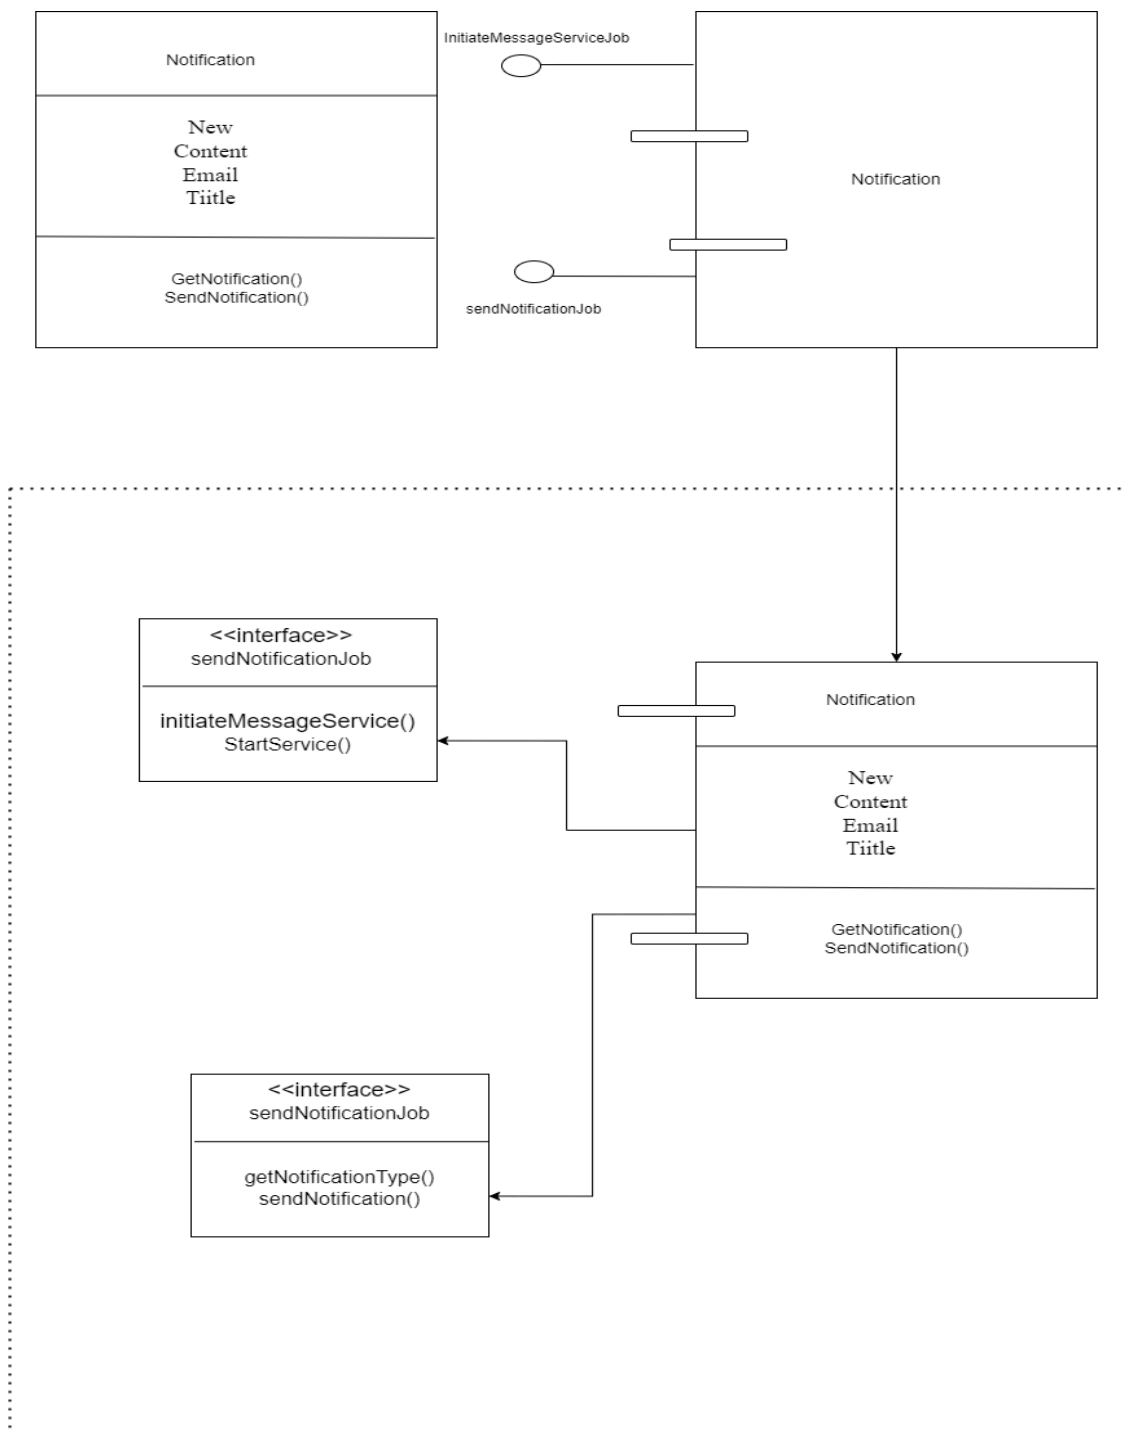 Notification
New
Content
Email
Tiitle
GetNotification()
SendNotification()
InitiateMessageServiceJob
sendNotificationJob
Notification
<<interface>>
sendNotificationJob
initiateMessageService()
StartService()
Notification
New
Content
Email
Tiitle
GetNotification()
SendNotification()
<<interface>>
sendNotificationJob
getNotificationType()
sendNotification()